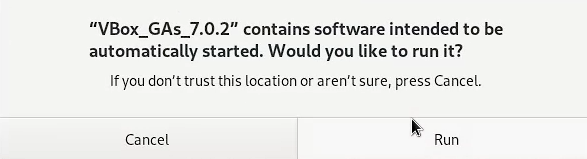 “VBox_GAs_7.0.2” contains software intended to be
automatically started. Would you like to run it?
If you don’t trust this location or aren’t sure, press Cancel.
Cancel
Run